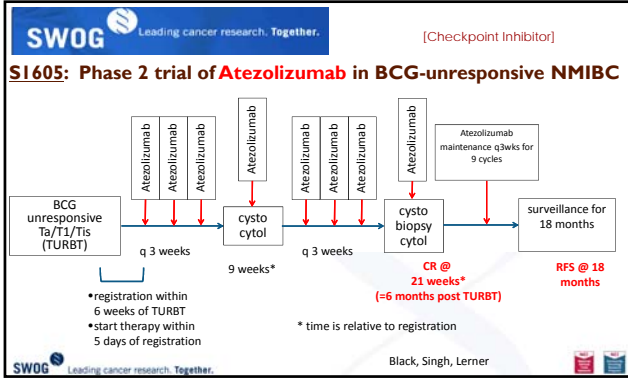 SWOG Leading cancer research. Together.
[Checkpoint Inhibitor]
S1605: Phase 2 trial of Atezolizumab in BCG-unresponsive NMIBC
Atezolizumab
Atezolizumab
Atezolizumab
Atezolizumab
Atezolizumab
Atezolizumab
Atezolizumab
Atezolizumab
Atezolizumab
maintenance q3wks for
9 cycles
BCG
unresponsive
Ta/T1/Tis
(TURBT)
q 3 weeks
cysto
cytol
9 weeks*
q 3 weeks
cysto
biopsy
cytol
surveillance for
18 months
CR @
21 weeks*
(=6 months post TURBT)
RFS @ 18
months
•registration within
6 weeks of TURBT
•start therapy within
5 days of registration
* time is relative to registration
SWOG Leading cancer research. Together.
Black, Singh, Lerner